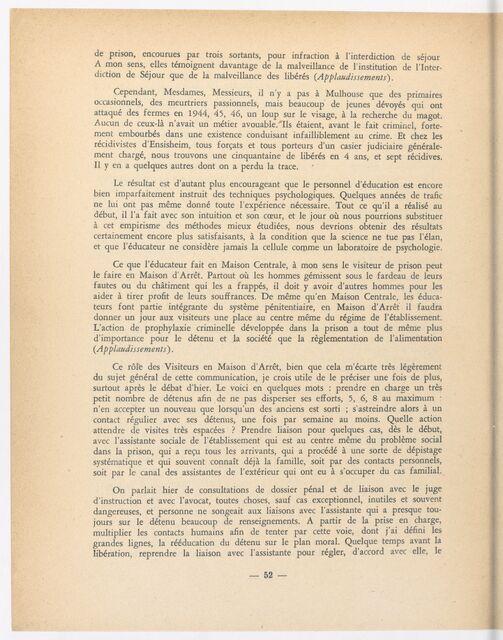 de prison, encourues par trois sortants, pour infraction à l'interdiction de séjour
A mon sens, elles témoignent davantage de la malveillance de l'institution de l'Inter-
diction de Séjour que de la malveillance des libérés (Applaudissements).
Cependant, Mesdames, Messieurs, il n'y a pas à Mulhouse que des primaires
occasionnels, des meurtriers passionnels, mais beaucoup de jeunes dévoyés qui ont
attaqué des fermes en 1944, 45, 46, un loup sur le visage, à la recherche du magot.
Aucun de ceux-là n'avait un métier avouable. Ils étaient, avant le fait criminel, forte-
ment embourbés dans une existence conduisant infailliblement au crime. Et chez les
récidivistes d'Ensisheim, tous forçats et tous porteurs d'un casier judiciaire générale-
ment chargé, nous trouvons une cinquantaine de libérés en 4 ans, et sept récidives.
Il y en a quelques autres dont on a perdu la trace.
Le résultat est d'autant plus encourageant que le personnel d'éducation est encore
bien imparfaitement instruit des techniques psychologiques. Quelques années de trafic
ne lui ont pas même donné toute l'expérience nécessaire. Tout ce qu'il a réalisé au
début, il l'a fait avec son intuition et son cœur, et le jour où nous pourrions substituer
à cet empirisme des méthodes mieux étudiées, nous devrions obtenir des résultats
certainement encore plus satisfaisants, à la condition que la science ne tue pas l'élan,
et que l'éducateur ne considère jamais la cellule comme un laboratoire de psychologie.
Ce que l'éducateur fait en Maison Centrale, à mon sens le visiteur de prison peut
le faire en Maison d'Arrêt. Partout où les hommes gémissent sous le fardeau de leurs
fautes ou du châtiment qui les a frappés, il doit y avoir d'autres hommes pour les
aider à tirer profit de leurs souffrances. De même qu'en Maison Centrale, les éduca-
teurs font partie intégrante du système pénitentiaire, en Maison d'Arrêt il faudra
donner un jour aux visiteurs une place au centre même du régime de l'établissement.
L'action de prophylaxie criminelle développée dans la prison a tout de même plus
d'importance pour le détenu et la société que la règlementation de l'alimentation
(Applaudissements).
Ce rôle des Visiteurs en Maison d'Arrêt, bien que cela m'écarte très légèrement
du sujet général de cette communication, je crois utile de le préciser une fois de plus,
surtout après le débat d'hier. Le voici en quelques mots : prendre en charge un très
petit nombre de détenus afin de ne pas disperser ses efforts, 5, 6, 8 au maximum ;
n'en accepter un nouveau que lorsqu'un des anciens est sorti ; s'astreindre alors à un
contact régulier avec ses détenus, une fois par semaine au moins. Quelle action
attendre de visites très espacées ? Prendre liaison pour quelques cas, dès le début,
avec l'assistante sociale de l'établissement qui est au centre même du problème social
dans la prison, qui a reçu tous les arrivants, qui a procédé à une sorte de dépistage
systématique et qui souvent connaît déjà la famille, soit par des contacts personnels,
soit par le canal des assistantes de l'extérieur qui ont eu à s'occuper du cas familial.
On parlait hier de consultations de dossier pénal et de liaison avec le juge
d'instruction et avec l'avocat, toutes choses, sauf cas exceptionnel, inutiles et souvent
dangereuses, et personne ne songeait aux liaisons avec l'assistante qui a presque tou-
jours sur le détenu beaucoup de renseignements. A partir de la prise en charge,
multiplier les contacts humains afin de tenter par cette voie, dont j'ai défini les
grandes lignes, la rééducation du détenu sur le plan moral. Quelque temps avant la
libération, reprendre la liaison avec l'assistante pour régler, d'accord avec elle, le
— 52 —